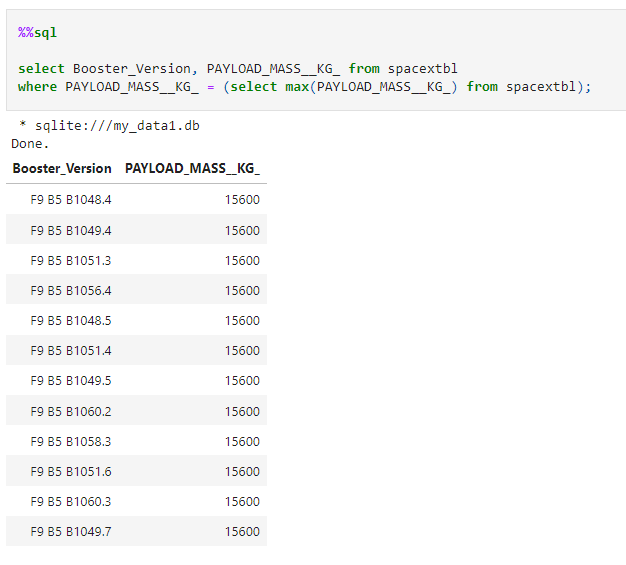 %%sql
select Booster_Version, PAYLOAD_MASS__KG_ from spacextbl
where PAYLOAD_MASS__KG_ = (select max(PAYLOAD_MASS__KG_) from spacextbl);
* sqlite:///my_data1.db
Done.
Booster_Version PAYLOAD_MASS__KG_
F9 B5 B1048.4 15600
F9 B5 B1049.4 15600
F9 B5 B1051.3 15600
F9 B5 B1056.4 15600
F9 B5 B1048.5 15600
F9 B5 B1051.4 15600
F9 B5 B1049.5 15600
F9 B5 B1060.2 15600
F9 B5 B1058.3 15600
F9 B5 B1051.6 15600
F9 B5 B1060.3 15600
F9 B5 B1049.7 15600